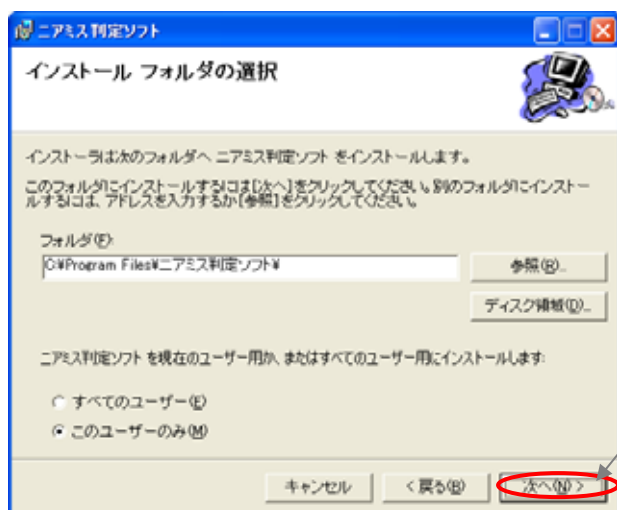 ニアミス判定ソフト
インストール フォルダの選択
インストーラは次のフォルダへ ニアミス判定ソフト をインストールします。
このフォルダにインストールするには[次へ]をクリックしてください。別のフォルダにインストー
ルするには、アドレスを入力するか[参照]をクリックしてください。
フォルダ(F):
C:¥Program Files¥ニアミス判定ソフト¥
参照(R)...
ディスク領域(D)...
ニアミス判定ソフト を現在のユーザー用か、またはすべてのユーザー用にインストールします:
すべてのユーザー(E)
このユーザーのみ(M)
キャンセル
< 戻る(B)
次へ(N) >